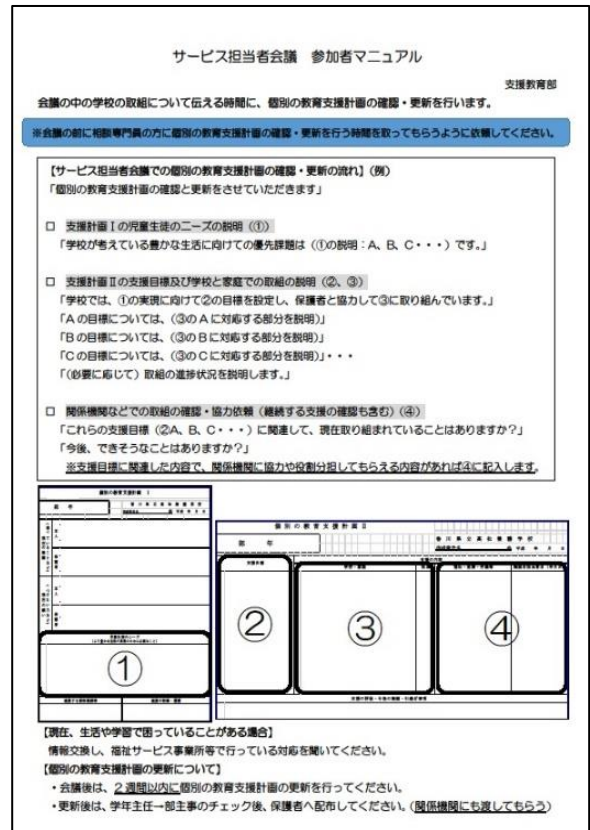 サービス担当者会議　参加者マニュアル
支援教育部
会議の中の学校の取組について伝える時間に、個別の教育支援計画の確認・更新を行います。
※会議の前に相談専門員の方に個別の教育支援計画の確認・更新を行う時間を取ってもらうように依頼してください。
【サービス担当者会議での個別の教育支援計画の確認・更新の流れ】（例）
「個別の教育支援計画の確認と更新をさせていただきます」
□　支援計画Ⅰの児童生徒のニーズの説明（①）
「学校が考えている豊かな生活に向けての優先課題は（①の説明：A、B、C・・・）です。」
□　支援計画Ⅱの支援目標及び学校と家庭での取組の説明（②、③）
「学校では、①の実現に向けて②の目標を設定し、保護者と協力して③に取り組んでいます。」
「Aの目標については、（③のAに対応する部分を説明）」
「Bの目標については、（③のBに対応する部分を説明）」
「Cの目標については、（③のCに対応する部分を説明）」・・・
「（必要に応じて）取組の進捗状況を説明します。」
□　関係機関などでの取組の確認・協力依頼（継続する支援の確認も含む）（④）
「これらの支援目標（②A、B、C・・・）に関連して、現在取り組まれていることはありますか？」
「今後、できそうなことはありますか？」
※支援目標に関連した内容で、関係機関に協力や役割分担してもらえる内容があれば④に記入します。
個別の教育支援計画　Ⅰ
①
個別の教育支援計画Ⅱ
香川県立高松養護学校
②
③
④
【現在、生活や学習で困っていることがある場合】
情報交換し、福祉サービス事業所等で行っている対応を聞いてください。
【個別の教育支援計画の更新について】
・会議後は、２週間以内に個別の教育支援計画の更新を行ってください。
・更新後は、学年主任→部主事のチェック後、保護者へ配布してください。（関係機関にも渡してもらう）